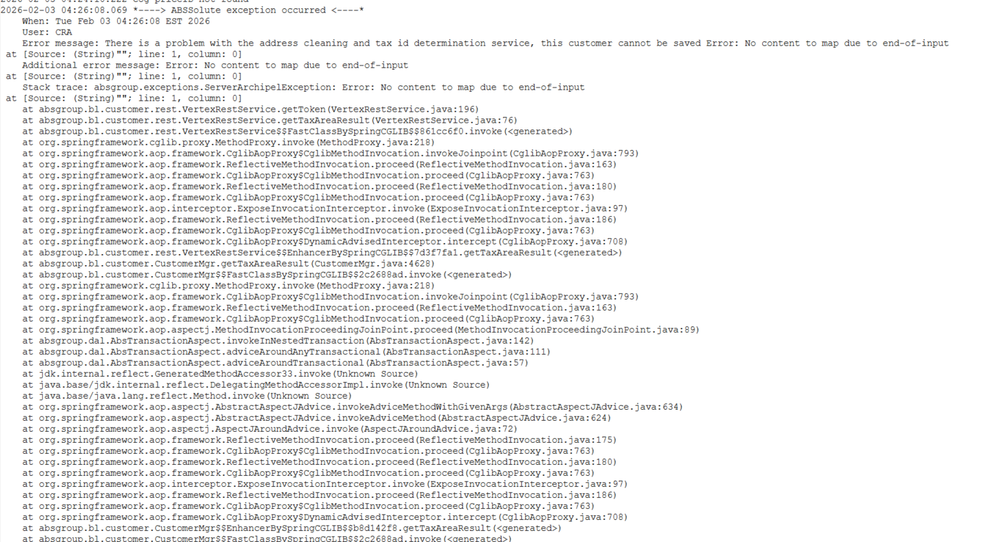 2026-02-03 04:24:10.222 cog priceID not found
2026-02-03 04:26:08.069 *----> ABSSolute exception occurred <----*
When: Tue Feb 03 04:26:08 EST 2026
User: CRA
Error message: There is a problem with the address cleaning and tax id determination service, this customer cannot be saved Error: No content to map due to end-of-input
at [Source: (String)""; line: 1, column: 0]
Additional error message: Error: No content to map due to end-of-input
at [Source: (String)""; line: 1, column: 0]
Stack trace: absgroup.exceptions.ServerArchipelException: Error: No content to map due to end-of-input
at [Source: (String)""; line: 1, column: 0]
at absgroup.bl.customer.rest.VertexRestService.getToken(VertexRestService.java:196)
at absgroup.bl.customer.rest.VertexRestService.getTaxAreaResult(VertexRestService.java:76)
at absgroup.bl.customer.rest.VertexRestService$$FastClassBySpringCGLIB$$861cc6f0.invoke(<generated>)
at org.springframework.cglib.proxy.MethodProxy.invoke(MethodProxy.java:218)
at org.springframework.aop.framework.CglibAopProxy$CglibMethodInvocation.invokeJoinpoint(CglibAopProxy.java:793)
at org.springframework.aop.framework.ReflectiveMethodInvocation.proceed(ReflectiveMethodInvocation.java:163)
at org.springframework.aop.framework.CglibAopProxy$CglibMethodInvocation.proceed(CglibAopProxy.java:763)
at org.springframework.aop.framework.ReflectiveMethodInvocation.proceed(ReflectiveMethodInvocation.java:180)
at org.springframework.aop.framework.CglibAopProxy$CglibMethodInvocation.proceed(CglibAopProxy.java:763)
at org.springframework.aop.interceptor.ExposeInvocationInterceptor.invoke(ExposeInvocationInterceptor.java:97)
at org.springframework.aop.framework.ReflectiveMethodInvocation.proceed(ReflectiveMethodInvocation.java:186)
at org.springframework.aop.framework.CglibAopProxy$CglibMethodInvocation.proceed(CglibAopProxy.java:763)
at org.springframework.aop.framework.CglibAopProxy$DynamicAdvisedInterceptor.intercept(CglibAopProxy.java:708)
at absgroup.bl.customer.rest.VertexRestService$$EnhancerBySpringCGLIB$$7d3f7fa1.getTaxAreaResult(<generated>)
at absgroup.bl.customer.CustomerMgr.getTaxAreaResult(CustomerMgr.java:4628)
at absgroup.bl.customer.CustomerMgr$$FastClassBySpringCGLIB$$2c2688ad.invoke(<generated>)
at org.springframework.cglib.proxy.MethodProxy.invoke(MethodProxy.java:218)
at org.springframework.aop.framework.CglibAopProxy$CglibMethodInvocation.invokeJoinpoint(CglibAopProxy.java:793)
at org.springframework.aop.framework.ReflectiveMethodInvocation.proceed(ReflectiveMethodInvocation.java:163)
at org.springframework.aop.framework.CglibAopProxy$CglibMethodInvocation.proceed(CglibAopProxy.java:763)
at org.springframework.aop.aspectj.MethodInvocationProceedingJoinPoint.proceed(MethodInvocationProceedingJoinPoint.java:89)
at absgroup.dal.AbsTransactionAspect.invokeInNestedTransaction(AbsTransactionAspect.java:142)
at absgroup.dal.AbsTransactionAspect.adviceAroundAnyTransactional(AbsTransactionAspect.java:111)
at absgroup.dal.AbsTransactionAspect.adviceAroundTransactional(AbsTransactionAspect.java:57)
at jdk.internal.reflect.GeneratedMethodAccessor33.invoke(Unknown Source)
at java.base/jdk.internal.reflect.DelegatingMethodAccessorImpl.invoke(Unknown Source)
at java.base/java.lang.reflect.Method.invoke(Unknown Source)
at org.springframework.aop.aspectj.AbstractAspectJAdvice.invokeAdviceMethodWithGivenArgs(AbstractAspectJAdvice.java:634)
at org.springframework.aop.aspectj.AbstractAspectJAdvice.invokeAdviceMethod(AbstractAspectJAdvice.java:624)
at org.springframework.aop.aspectj.AspectJAroundAdvice.invoke(AspectJAroundAdvice.java:72)
at org.springframework.aop.framework.ReflectiveMethodInvocation.proceed(ReflectiveMethodInvocation.java:175)
at org.springframework.aop.framework.CglibAopProxy$CglibMethodInvocation.proceed(CglibAopProxy.java:763)
at org.springframework.aop.framework.ReflectiveMethodInvocation.proceed(ReflectiveMethodInvocation.java:180)
at org.springframework.aop.framework.CglibAopProxy$CglibMethodInvocation.proceed(CglibAopProxy.java:763)
at org.springframework.aop.interceptor.ExposeInvocationInterceptor.invoke(ExposeInvocationInterceptor.java:97)
at org.springframework.aop.framework.ReflectiveMethodInvocation.proceed(ReflectiveMethodInvocation.java:186)
at org.springframework.aop.framework.CglibAopProxy$CglibMethodInvocation.proceed(CglibAopProxy.java:763)
at org.springframework.aop.framework.CglibAopProxy$DynamicAdvisedInterceptor.intercept(CglibAopProxy.java:708)
at absgroup.bl.customer.CustomerMgr$$EnhancerBySpringCGLIB$$b8d142f8.getTaxAreaResult(<generated>)
at absgroup.bl.customer.CustomerMgr$$FastClassBySpringCGLIB$$2c2688ad.invoke(<generated>)